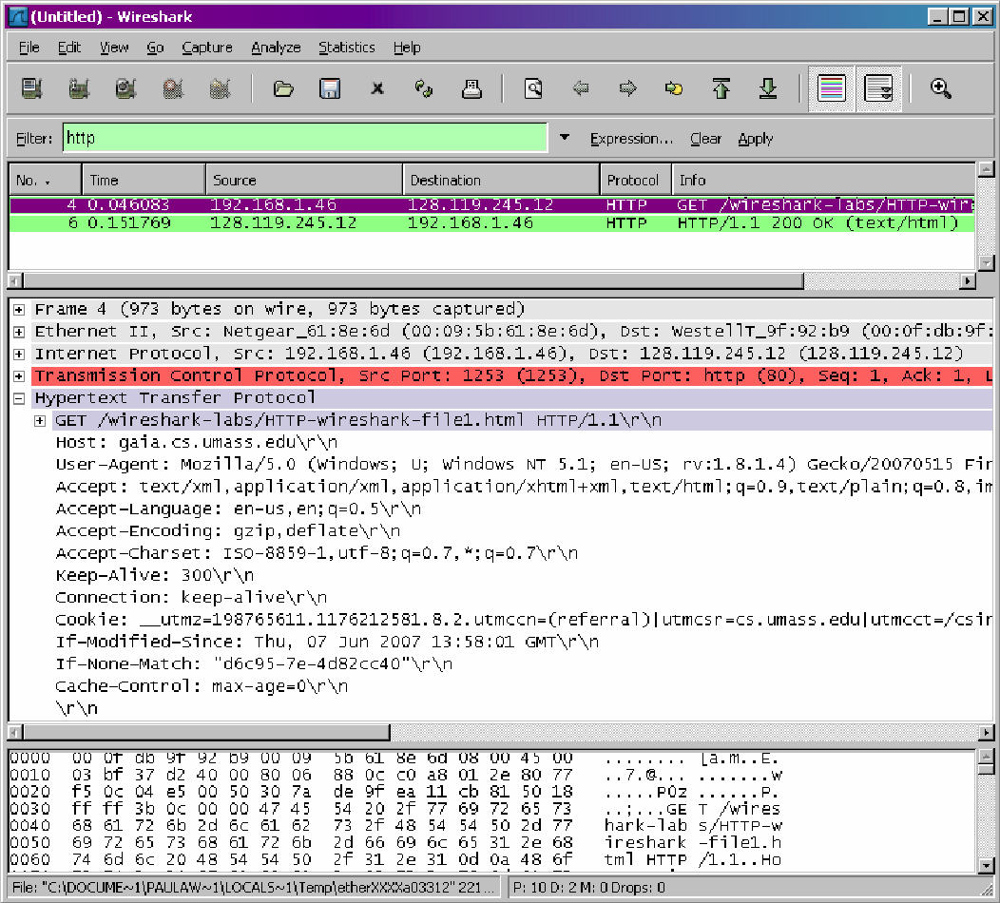 (Untitled) - Wireshark
File Edit View Go Capture Analyze Statistics Help
Filter: http Expression... Clear Apply
No. Time Source Destination Protocol Info
4 0.046083 192.168.1.46 128.119.245.12 HTTP GET /wireshark-labs/HTTP-wire
6 0.151769 128.119.245.12 192.168.1.46 HTTP HTTP/1.1 200 OK (text/html)
Frame 4 (973 bytes on wire, 973 bytes captured)
Ethernet II, Src: Netgear_61:8e:6d (00:09:5b:61:8e:6d), Dst: WestellT_9f:92:b9 (00:0f:db:9f:
Internet Protocol, Src: 192.168.1.46 (192.168.1.46), Dst: 128.119.245.12 (128.119.245.12)
Transmission Control Protocol, Src Port: 1253 (1253), Dst Port: http (80), Seq: 1, Ack: 1, L
Hypertext Transfer Protocol
GET /wireshark-labs/HTTP-wireshark-file1.html HTTP/1.1\r\n
Host: gaia.cs.umass.edu\r\n
User-Agent: Mozilla/5.0 (Windows; U; Windows NT 5.1; en-US; rv:1.8.1.4) Gecko/20070515 Fir
Accept: text/xml,application/xml,application/xhtml+xml,text/html;q=0.9,text/plain;q=0.8,im
Accept-Language: en-us,en;q=0.5\r\n
Accept-Encoding: gzip,deflate\r\n
Accept-Charset: ISO-8859-1,utf-8;q=0.7,*;q=0.7\r\n
Keep-Alive: 300\r\n
Connection: keep-alive\r\n
Cookie: __utmz=198765611.1176212581.8.2.utmccn=(referral)|utmcsr=cs.umass.edu|utmcct=/csin
If-Modified-Since: Thu, 07 Jun 2007 13:58:01 GMT\r\n
If-None-Match: "d6c95-7e-4d82cc40"\r\n
Cache-Control: max-age=0\r\n
\r\n
0000 00 0f db 9f 92 b9 00 09 5b 61 8e 6d 08 00 45 00 ........ [a.m..E.
0010 03 bf 37 d2 40 00 80 06 88 0c c0 a8 01 2e 80 77 ..7.@... .......w
0020 f5 0c 04 e5 00 50 30 7a de 9f ea 11 cb 81 50 18 .....P0z ......P.
0030 ff ff 3b 0c 00 00 47 45 54 20 2f 77 69 72 65 73 ..;...GE T /wires
0040 68 61 72 6b 2d 6c 61 62 73 2f 48 54 54 50 2d 77 hark-lab s/HTTP-w
0050 69 72 65 73 68 61 72 6b 2d 66 69 6c 65 31 2e 68 ireshark -file1.h
0060 74 6d 6c 20 48 54 54 50 2f 31 2e 31 0d 0a 48 6f tml HTTP /1.1..Ho
File: "C:\DOCUME~1\PAULAW~1\LOCALS~1\Temp\etherXXXXa03312" 221... P: 10 D: 2 M: 0 Drops: 0